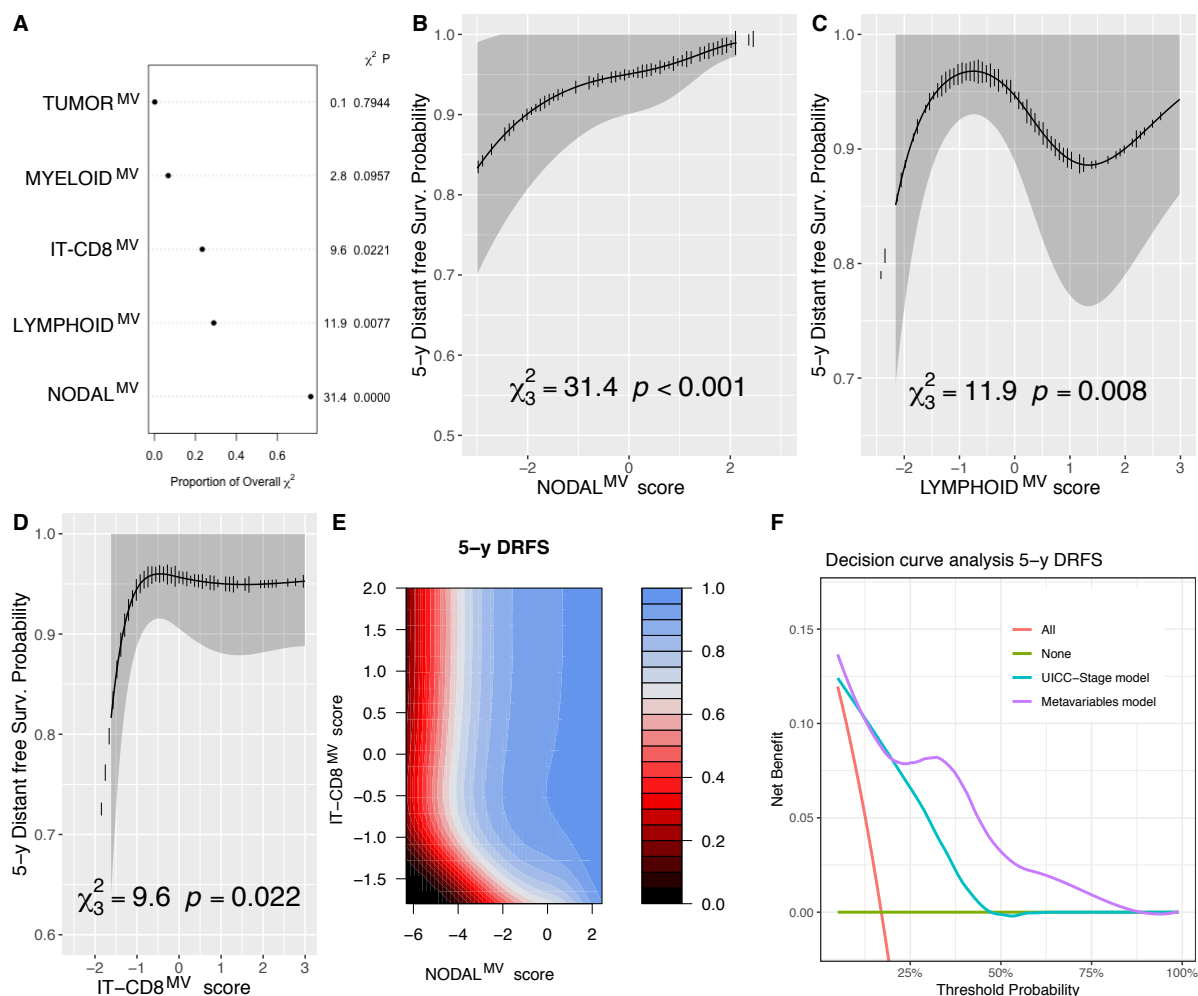 A
χ² P
TUMOR MV 0.1 0.7944
MYELOID MV 2.8 0.0957
IT-CD8 MV 9.6 0.0221
LYMPHOID MV 11.9 0.0077
NODAL MV 31.4 0.0000
0.0 0.2 0.4 0.6
Proportion of Overall χ²
B
5−y Distant free Surv. Probability
1.0
0.9
0.8
0.7
0.6
0.5
χ²₃ = 31.4 p < 0.001
−2 0 2
NODAL MV score
C
5−y Distant free Surv. Probability
1.0
0.9
0.8
0.7
χ²₃ = 11.9 p = 0.008
−2 −1 0 1 2 3
LYMPHOID MV score
D
5−y Distant free Surv. Probability
1.0
0.9
0.8
0.7
0.6
χ²₃ = 9.6 p = 0.022
−2 −1 0 1 2 3
IT−CD8 MV score
E
5−y DRFS
IT−CD8 MV score
2.0
1.5
1.0
0.5
0.0
−0.5
−1.0
−1.5
−6 −4 −2 0 2
NODAL MV score
1.0
0.8
0.6
0.4
0.2
0.0
F
Decision curve analysis 5−y DRFS
Net Benefit
0.15
0.10
0.05
0.00
All
None
UICC−Stage model
Metavariables model
25% 50% 75% 100%
Threshold Probability